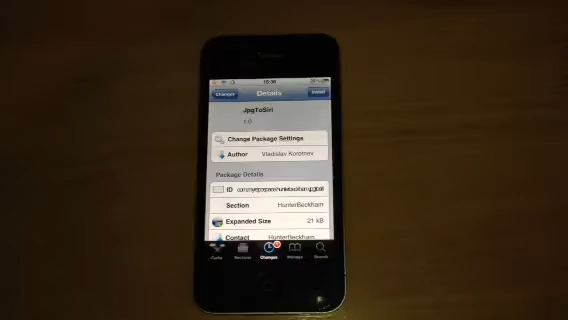 15:36
Changes
Details
Install
JpgToSiri
1.0
Change Package Settings
Author Vladislav Korotnev
Package Details
ID
Section HunterBeckham
Expanded Size 21 kB
Contact HunterBeckham
Cydia Sections Changes Manage Search